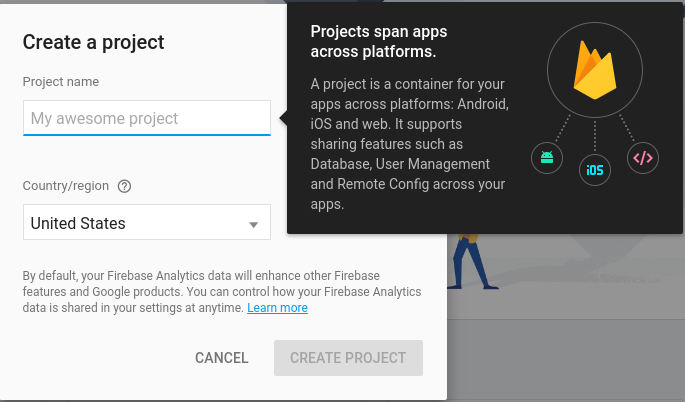 Create a project
Project name
My awesome project
Country/region ?
United States
By default, your Firebase Analytics data will enhance other Firebase
features and Google products. You can control how your Firebase Analytics
data is shared in your settings at anytime. Learn more
CANCEL CREATE PROJECT
Projects span apps
across platforms.
A project is a container for your
apps across platforms: Android,
iOS and web. It supports
sharing features such as
Database, User Management
and Remote Config across your
apps.
iOS
</>